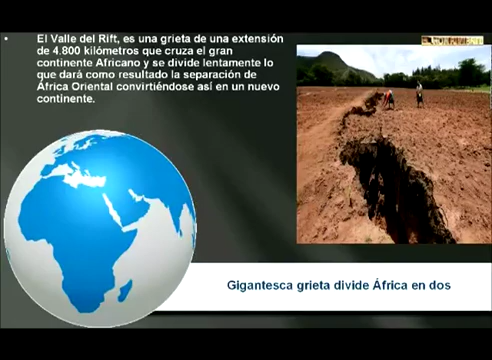 • El Valle del Rift, es una grieta de una extensión
de 4.800 kilómetros que cruza el gran
continente Africano y se divide lentamente lo
que dará como resultado la separación de
África Oriental convirtiéndose así en un nuevo
continente.
Gigantesca grieta divide África en dos